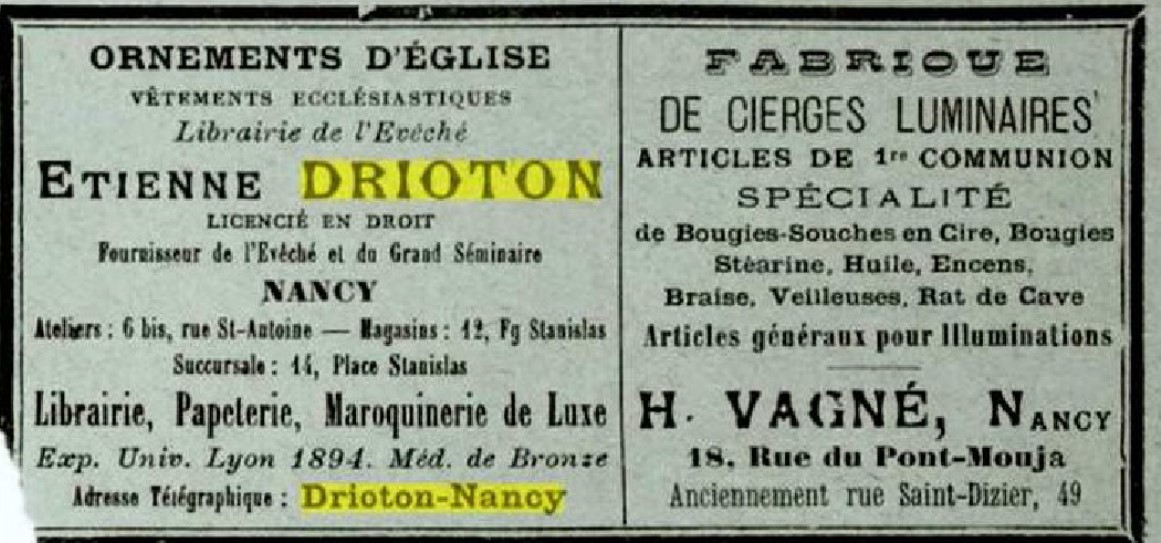 ORNEMENTS D'ÉGLISE
VÊTEMENTS ECCLÉSIASTIQUES
Librairie de l'Evêché
ETIENNE DRIOTON
LICENCIÉ EN DROIT
Fournisseur de l'Evêché et du Grand Séminaire
NANCY
Ateliers : 6 bis, rue St-Antoine — Magasins : 12, Fg Stanislas
Succursale : 14, Place Stanislas
Librairie, Papeterie, Maroquinerie de Luxe
Exp. Univ. Lyon 1894. Méd. de Bronze
Adresse Télégraphique : Drioton-Nancy
FABRIQUE
DE CIERGES LUMINAIRES
ARTICLES DE 1re COMMUNION
SPÉCIALITÉ
de Bougies-Souches en Cire, Bougies
Stéarine, Huile, Encens,
Braise, Veilleuses, Rat de Cave
Articles généraux pour Illuminations
H. VAGNÉ, NANCY
18, Rue du Pont-Mouja
Anciennement rue Saint-Dizier, 49